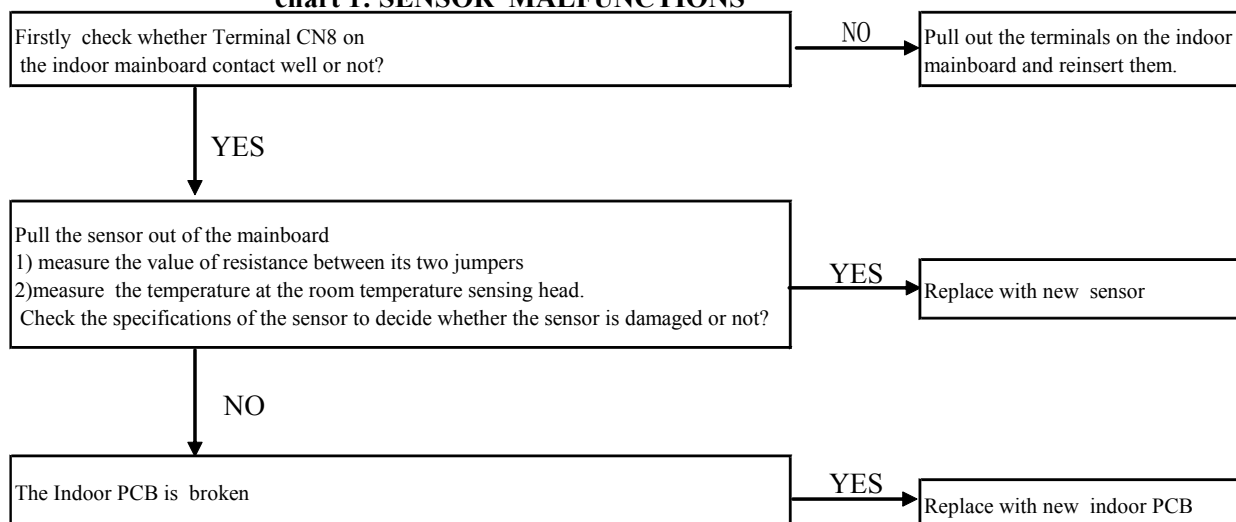 chart 1: SENSOR MALFUNCTIONS
Firstly check whether Terminal CN8 on
the indoor mainboard contact well or not?
NO
Pull out the terminals on the indoor
mainboard and reinsert them.
YES
Pull the sensor out of the mainboard
1) measure the value of resistance between its two jumpers
2)measure the temperature at the room temperature sensing head.
Check the specifications of the sensor to decide whether the sensor is damaged or not?
YES
Replace with new sensor
NO
The Indoor PCB is broken
YES
Replace with new indoor PCB